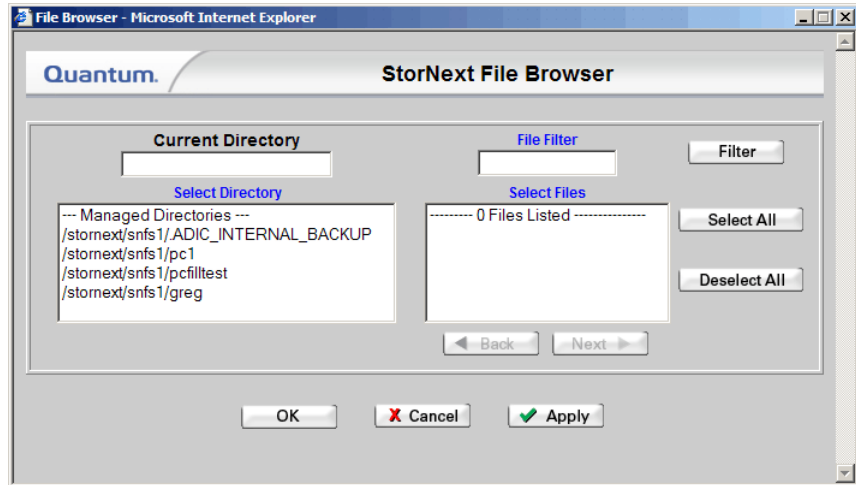 File Browser - Microsoft Internet Explorer
Quantum.
StorNext File Browser
Current Directory
File Filter
Filter
Select Directory
Select Files
--- Managed Directories ---
/stornext/snfs1/.ADIC_INTERNAL_BACKUP
/stornext/snfs1/pc1
/stornext/snfs1/pcfilltest
/stornext/snfs1/greg
--------- 0 Files Listed ---------------
Select All
Deselect All
Back
Next
OK
Cancel
Apply